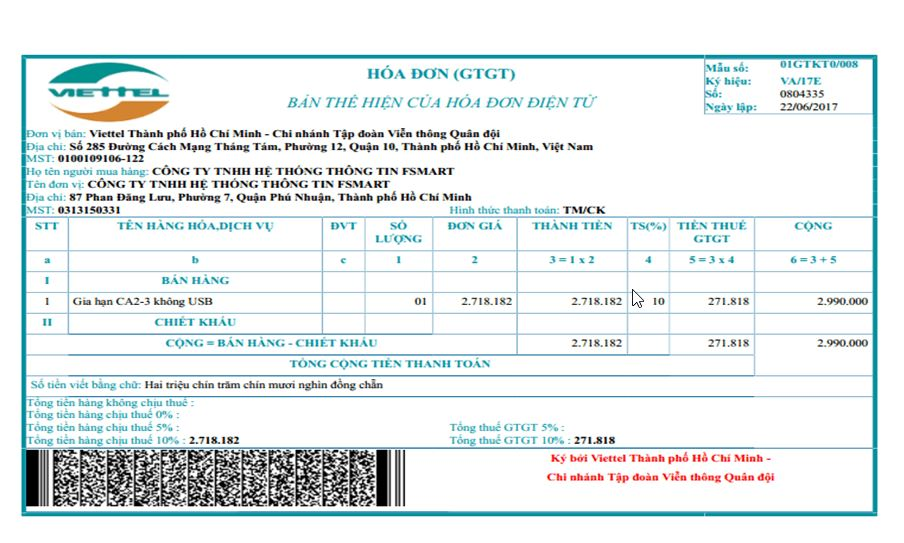 VIETTEL
HÓA ĐƠN (GTGT)
BẢN THỂ HIỆN CỦA HÓA ĐƠN ĐIỆN TỬ
Mẫu số: 01GTKT0/008
Ký hiệu: VA/17E
Số: 0804335
Ngày lập: 22/06/2017
Đơn vị bán: Viettel Thành phố Hồ Chí Minh - Chi nhánh Tập đoàn Viễn thông Quân đội
Địa chỉ: Số 285 Đường Cách Mạng Tháng Tám, Phường 12, Quận 10, Thành phố Hồ Chí Minh, Việt Nam
MST: 0100109106-122
Họ tên người mua hàng: CÔNG TY TNHH HỆ THỐNG THÔNG TIN FSMART
Tên đơn vị: CÔNG TY TNHH HỆ THỐNG THÔNG TIN FSMART
Địa chỉ: 87 Phan Đăng Lưu, Phường 7, Quận Phú Nhuận, Thành phố Hồ Chí Minh
MST: 0313150331 Hình thức thanh toán: TM/CK
STT TÊN HÀNG HÓA,DỊCH VỤ ĐVT SỐ LƯỢNG ĐƠN GIÁ THÀNH TIỀN TS(%) TIỀN THUẾ GTGT CỘNG
a b c 1 2 3 = 1 x 2 4 5 = 3 x 4 6 = 3 + 5
I BÁN HÀNG
1 Gia hạn CA2-3 không USB 01 2.718.182 2.718.182 10 271.818 2.990.000
II CHIẾT KHẤU
CỘNG = BÁN HÀNG - CHIẾT KHẤU 2.718.182 271.818 2.990.000
TỔNG CỘNG TIỀN THANH TOÁN
Số tiền viết bằng chữ: Hai triệu chín trăm chín mươi nghìn đồng chẵn
Tổng tiền hàng không chịu thuế :
Tổng tiền hàng chịu thuế 0% :
Tổng tiền hàng chịu thuế 5% : Tổng thuế GTGT 5% :
Tổng tiền hàng chịu thuế 10% : 2.718.182 Tổng thuế GTGT 10% : 271.818
Ký bởi Viettel Thành phố Hồ Chí Minh -
Chi nhánh Tập đoàn Viễn thông Quân đội